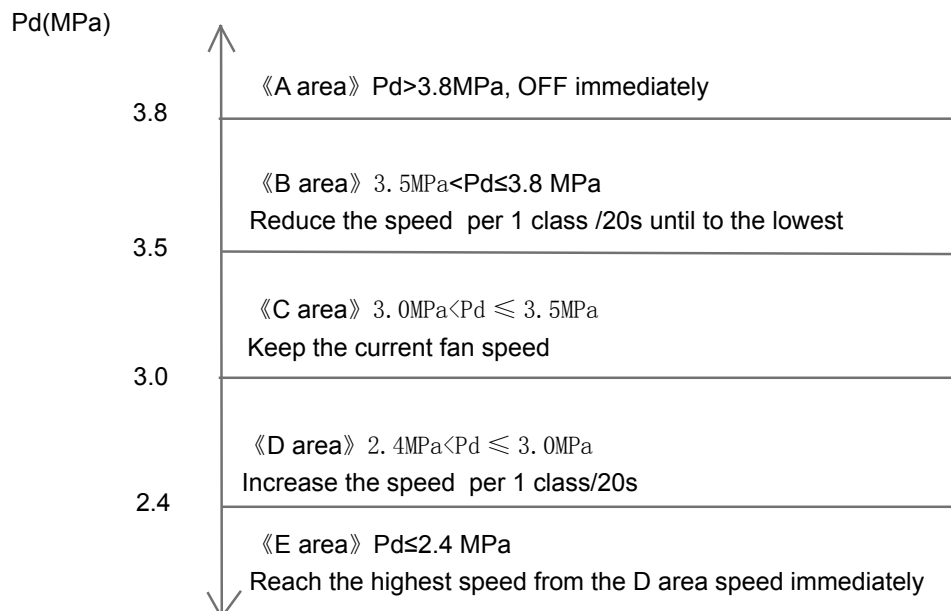 Pd(MPa)
《A area》Pd>3.8MPa, OFF immediately
3.8
《B area》3.5MPa<Pd≤3.8 MPa
Reduce the speed  per 1 class /20s until to the lowest
3.5
《C area》3.0MPa<Pd ≤ 3.5MPa
Keep the current fan speed
3.0
《D area》2.4MPa<Pd ≤ 3.0MPa
Increase the speed  per 1 class/20s
2.4
《E area》Pd≤2.4 MPa
Reach the highest speed from the D area speed immediately